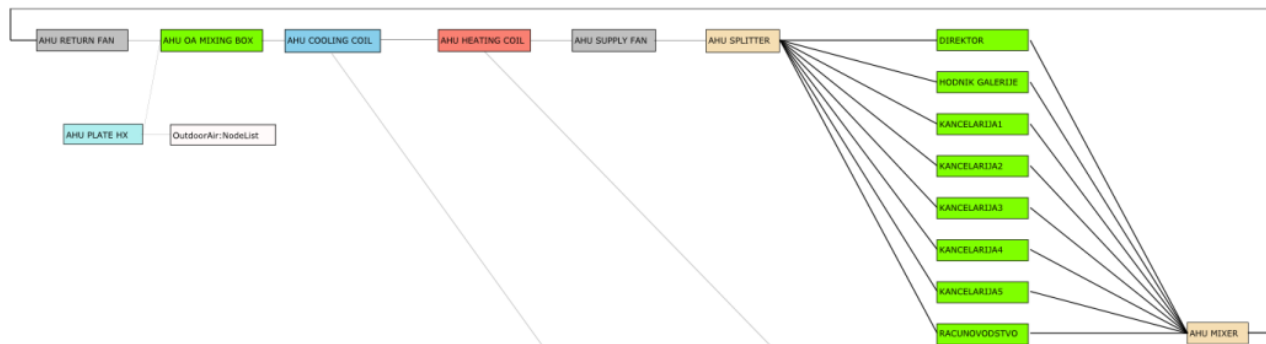 AHU RETURN FAN
AHU OA MIXING BOX
AHU COOLING COIL
AHU HEATING COIL
AHU SUPPLY FAN
AHU SPLITTER
DIREKTOR
HODNIK GALERIJE
KANCELARIJA1
AHU PLATE HX
OutdoorAir:NodeList
KANCELARIJA2
KANCELARIJA3
KANCELARIJA4
KANCELARIJA5
RACUNOVODSTVO
AHU MIXER